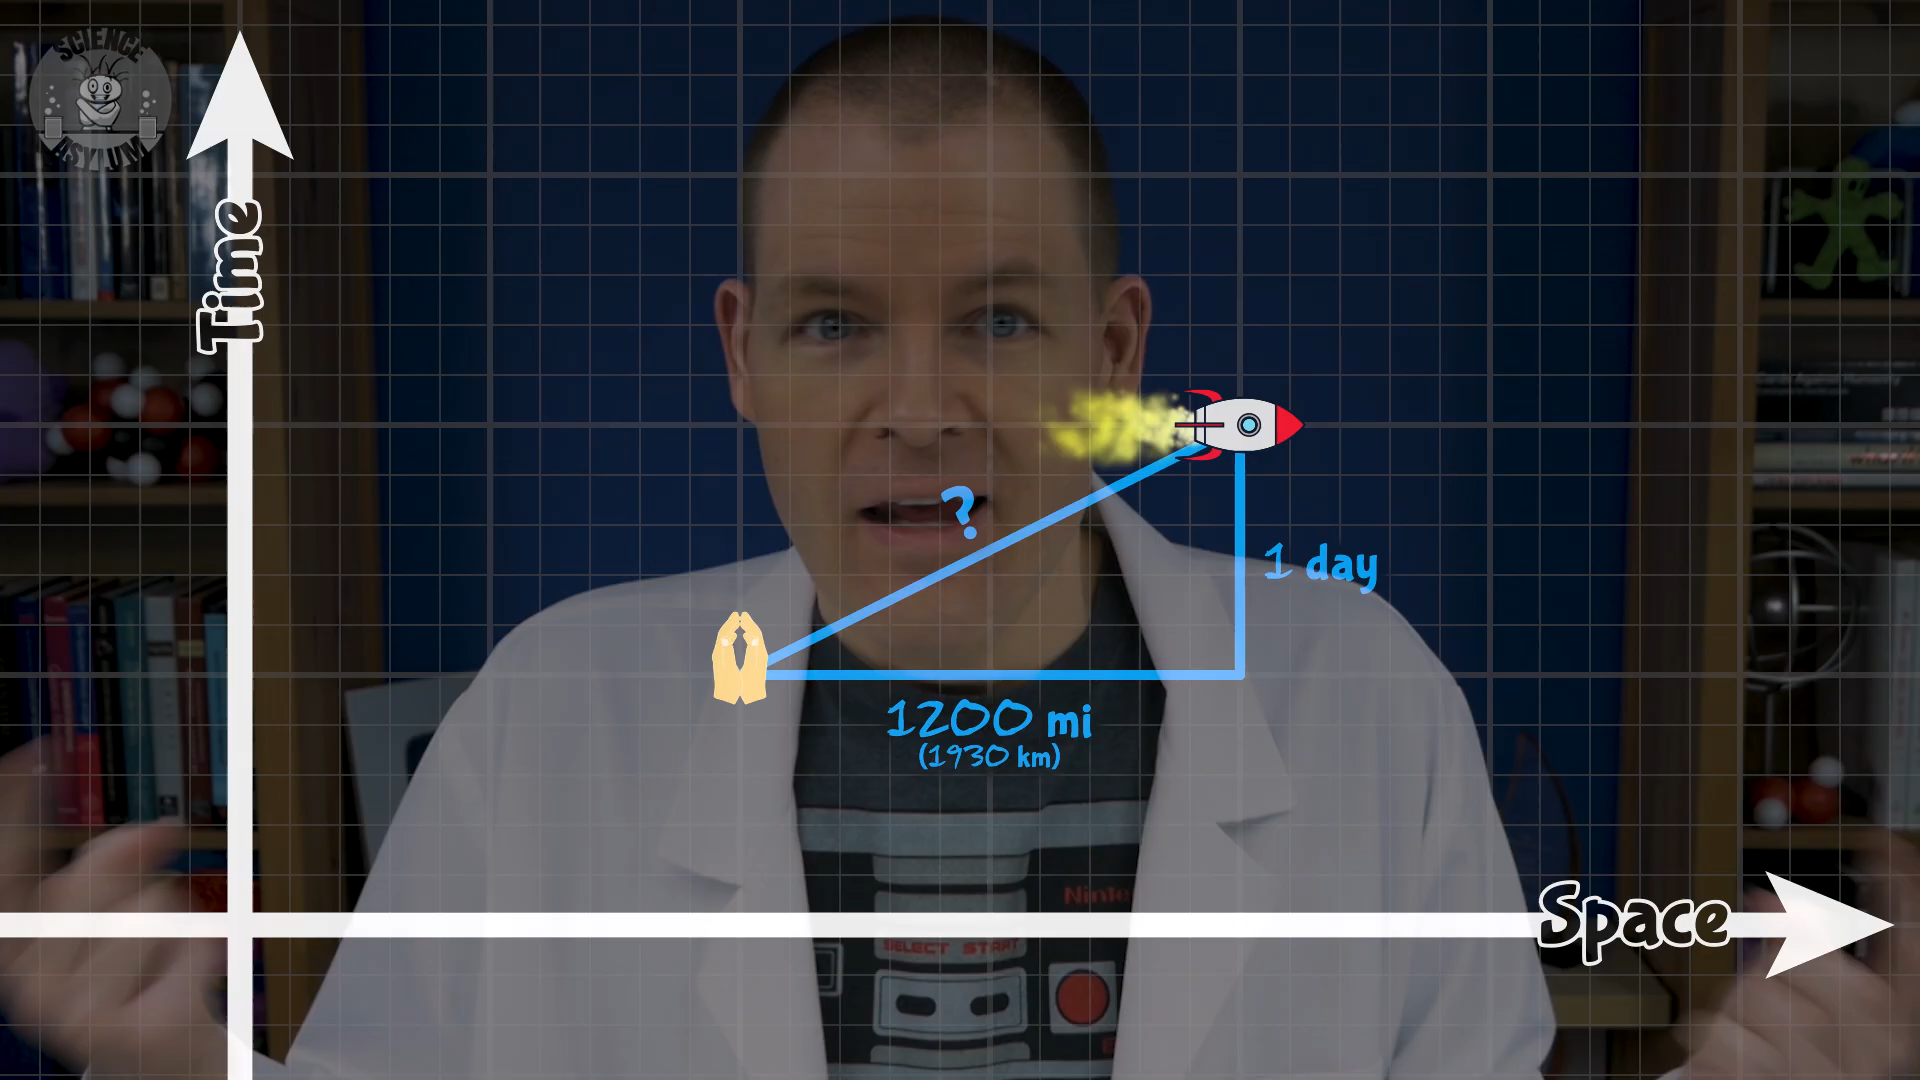 SCIENCE
ASYLUM
Time
?
1 day
1200 mi
(1930 km)
Space
SELECT START